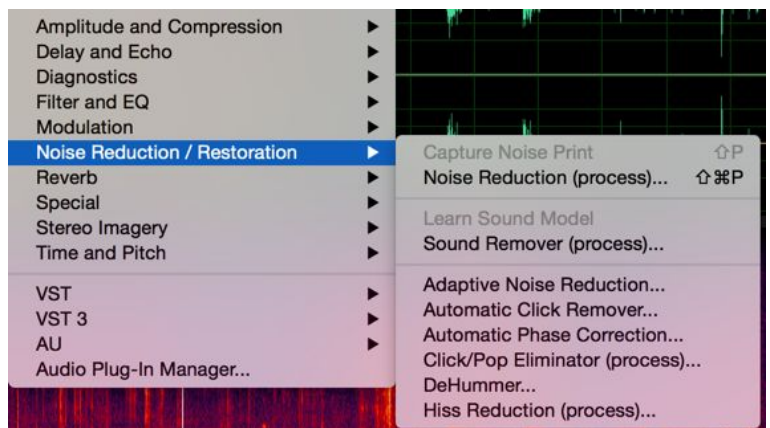 Amplitude and Compression ▶
Delay and Echo ▶
Diagnostics ▶
Filter and EQ ▶
Modulation ▶
Noise Reduction / Restoration ▶
Reverb ▶
Special ▶
Stereo Imagery ▶
Time and Pitch ▶
VST ▶
VST 3 ▶
AU ▶
Audio Plug-In Manager...
Capture Noise Print ⇧P
Noise Reduction (process)... ⇧⌘P
Learn Sound Model
Sound Remover (process)...
Adaptive Noise Reduction...
Automatic Click Remover...
Automatic Phase Correction...
Click/Pop Eliminator (process)...
DeHummer...
Hiss Reduction (process)...